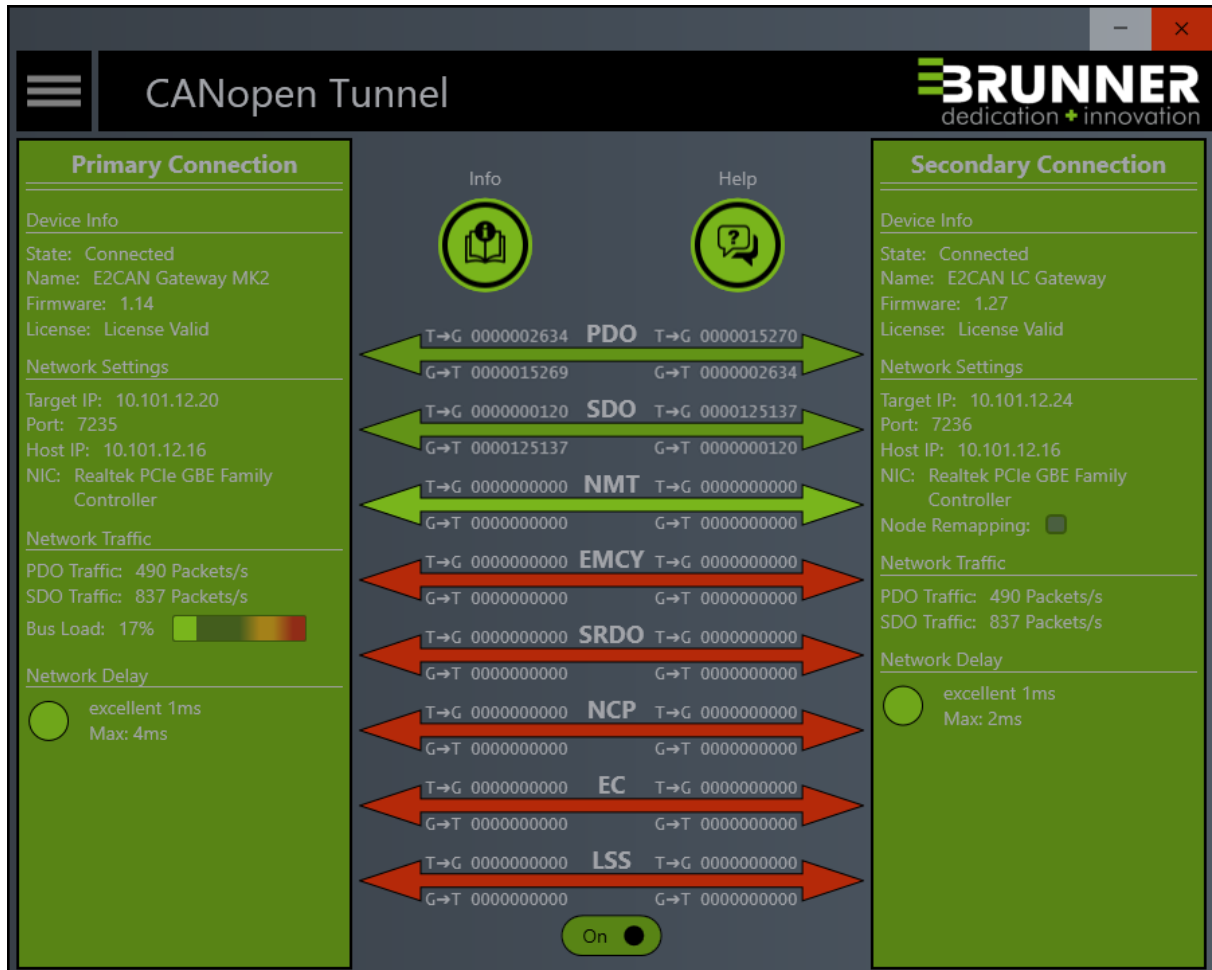 CANopen Tunnel
BRUNNER
dedication + innovation
Primary Connection
Device Info
State: Connected
Name: E2CAN Gateway MK2
Firmware: 1.14
License: License Valid
Network Settings
Target IP: 10.101.12.20
Port: 7235
Host IP: 10.101.12.16
NIC: Realtek PCIe GBE Family
Controller
Network Traffic
PDO Traffic: 490 Packets/s
SDO Traffic: 837 Packets/s
Bus Load: 17%
Network Delay
excellent 1ms
Max: 4ms
Info Help
T→G 0000002634 PDO T→G 0000015270
G→T 0000015269 G→T 0000002634
T→G 0000000120 SDO T→G 0000125137
G→T 0000125137 G→T 0000000120
T→G 0000000000 NMT T→G 0000000000
G→T 0000000000 G→T 0000000000
T→G 0000000000 EMCY T→G 0000000000
G→T 0000000000 G→T 0000000000
T→G 0000000000 SRDO T→G 0000000000
G→T 0000000000 G→T 0000000000
T→G 0000000000 NCP T→G 0000000000
G→T 0000000000 G→T 0000000000
T→G 0000000000 EC T→G 0000000000
G→T 0000000000 G→T 0000000000
T→G 0000000000 LSS T→G 0000000000
G→T 0000000000 G→T 0000000000
On
Secondary Connection
Device Info
State: Connected
Name: E2CAN LC Gateway
Firmware: 1.27
License: License Valid
Network Settings
Target IP: 10.101.12.24
Port: 7236
Host IP: 10.101.12.16
NIC: Realtek PCIe GBE Family
Controller
Node Remapping:
Network Traffic
PDO Traffic: 490 Packets/s
SDO Traffic: 837 Packets/s
Network Delay
excellent 1ms
Max: 2ms